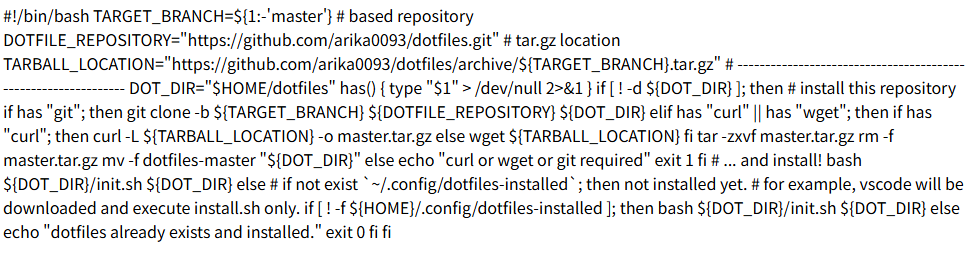 #!/bin/bash TARGET_BRANCH=${1:-'master'} # based repository
DOTFILE_REPOSITORY="https://github.com/arika0093/dotfiles.git" # tar.gz location
TARBALL_LOCATION="https://github.com/arika0093/dotfiles/archive/${TARGET_BRANCH}.tar.gz" # ----------------------------------------
--------------------- DOT_DIR="$HOME/dotfiles" has() { type "$1" > /dev/null 2>&1 } if [ ! -d ${DOT_DIR} ]; then # install this repository
if has "git"; then git clone -b ${TARGET_BRANCH} ${DOTFILE_REPOSITORY} ${DOT_DIR} elif has "curl" || has "wget"; then if has
"curl"; then curl -L ${TARBALL_LOCATION} -o master.tar.gz else wget ${TARBALL_LOCATION} fi tar -zxvf master.tar.gz rm -f
master.tar.gz mv -f dotfiles-master "${DOT_DIR}" else echo "curl or wget or git required" exit 1 fi # ... and install! bash
${DOT_DIR}/init.sh ${DOT_DIR} else # if not exist `~/.config/dotfiles-installed`; then not installed yet. # for example, vscode will be
downloaded and execute install.sh only. if [ ! -f ${HOME}/.config/dotfiles-installed ]; then bash ${DOT_DIR}/init.sh ${DOT_DIR} else
echo "dotfiles already exists and installed." exit 0 fi fi